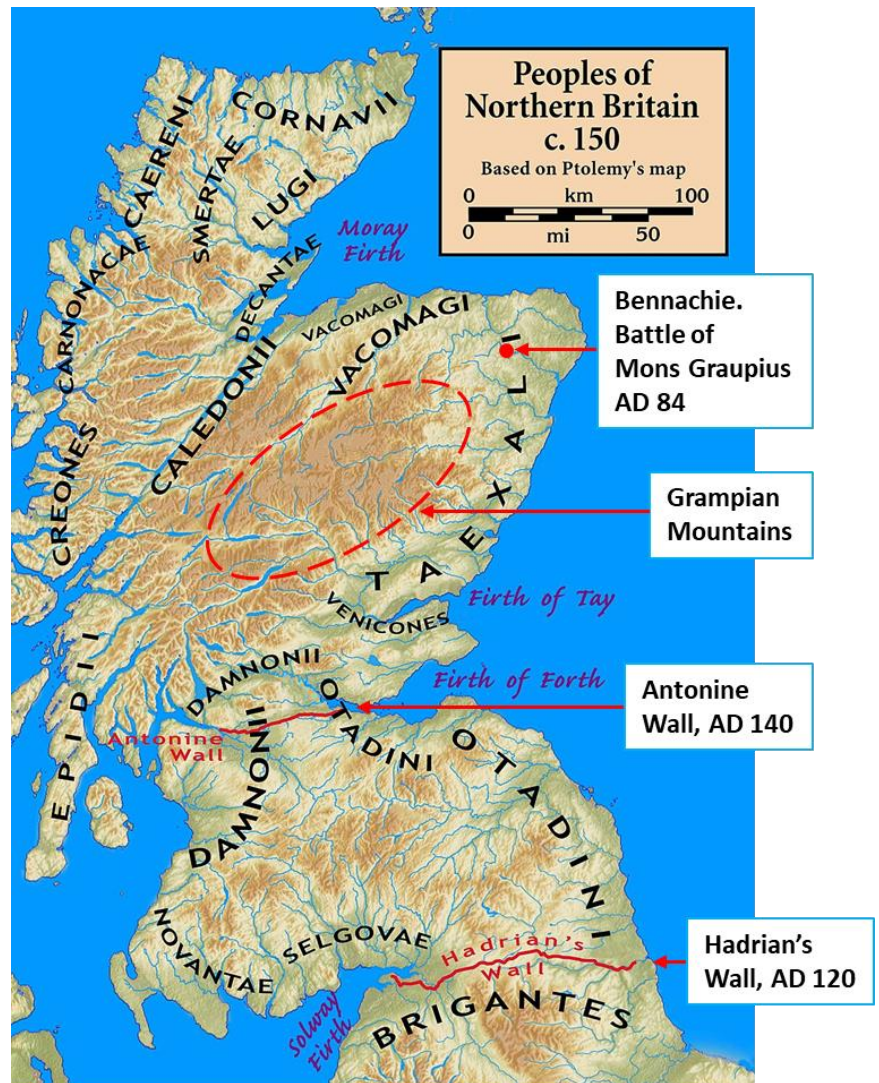 Peoples of
Northern Britain
c. 150
Based on Ptolemy's map
0 km 100
0 mi 50
CORNAVII
CAERENI
SMERTAE
LUGI
CARNONACAE
DECANTAE
Moray
Firth
VACOMAGI
VACOMAGI
CALEDONII
CREONES
TAEXALI
I
Bennachie.
Battle of
Mons Graupius
AD 84
Grampian
Mountains
VENICONES
Firth of Tay
EPIDII
DAMNONII
Firth of Forth
Antonine
Wall
Antonine
Wall, AD 140
OTADINI
OTADINI
DAMNONII
NOVANTAE
SELGOVAE
Hadrian's
Wall
Hadrian’s
Wall, AD 120
BRIGANTES
Solway
Firth